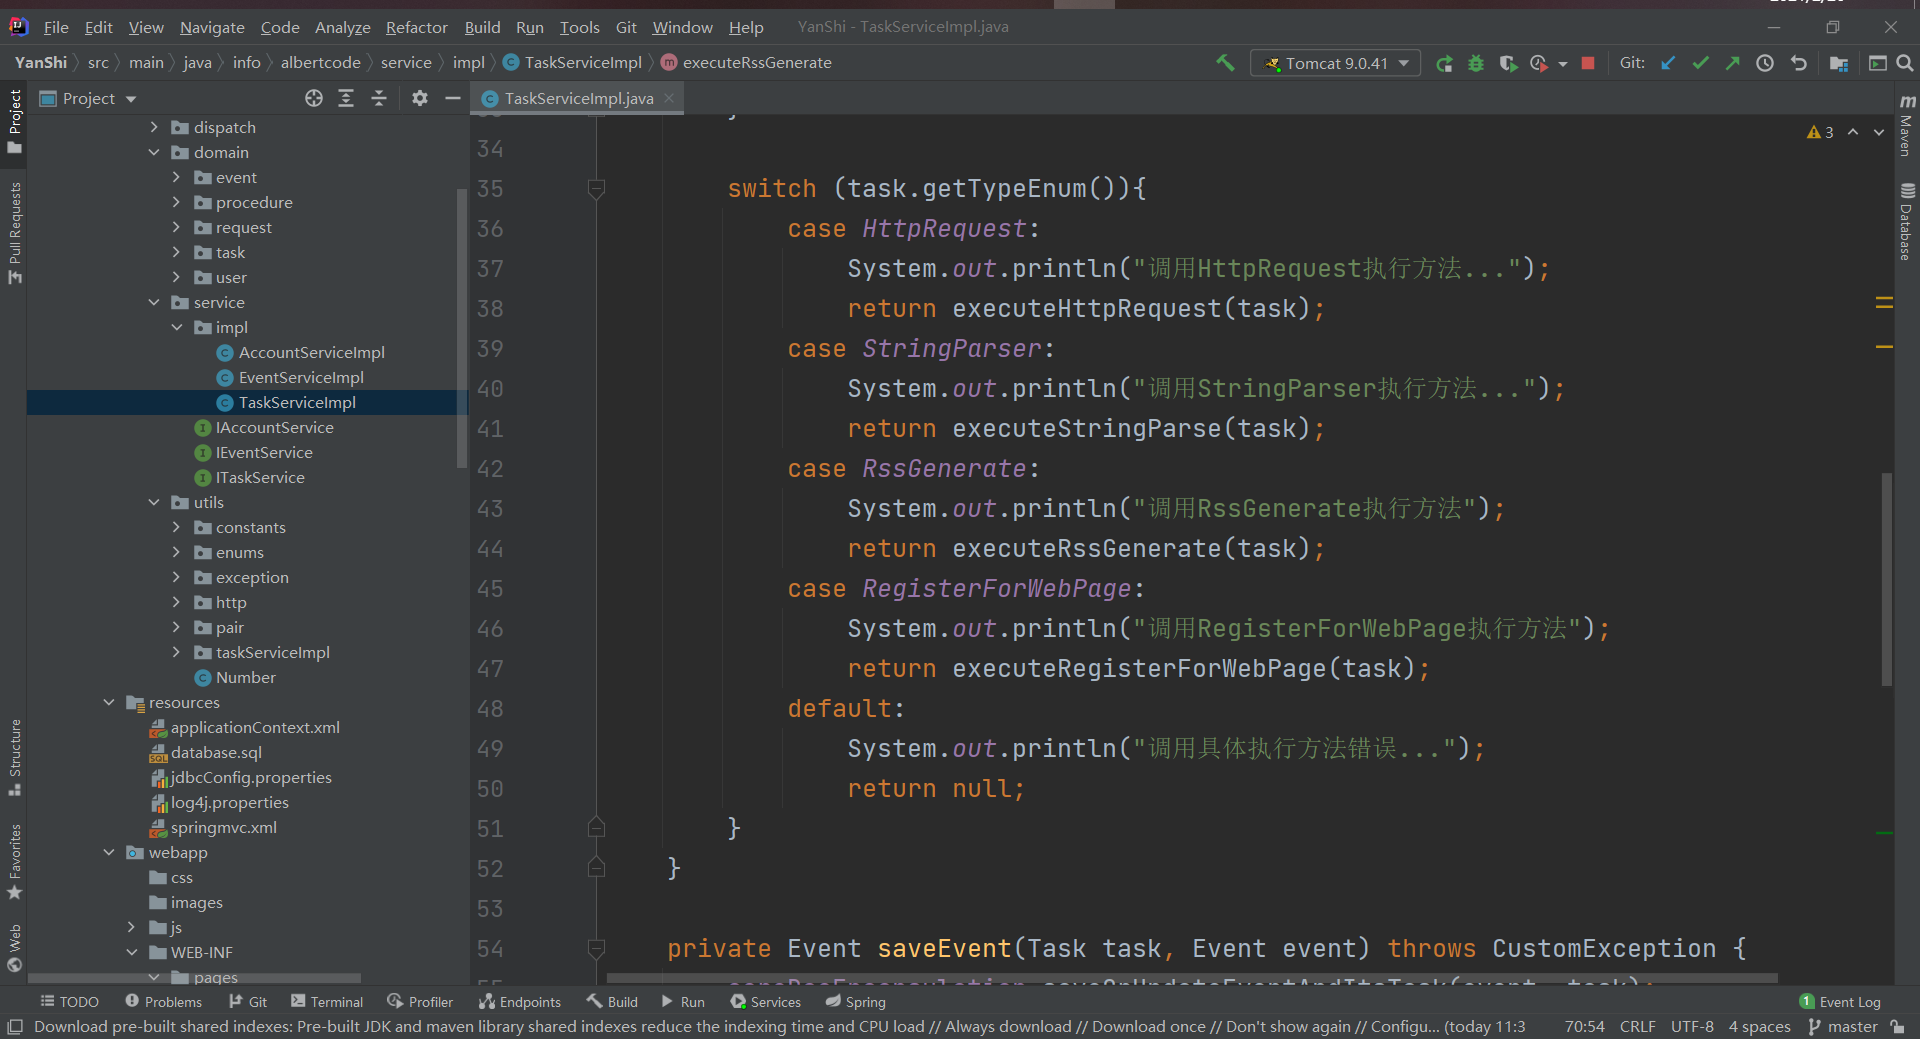 File Edit View Navigate Code Analyze Refactor Build Run Tools Git Window Help YanShi - TaskServiceImpl.java
YanShi src main java info albertcode service impl TaskServiceImpl executeRssGenerate Tomcat 9.0.41 Git:
Project
TaskServiceImpl.java
Project
Pull Requests
Structure
Favorites
Web
dispatch
domain
event
procedure
request
task
user
service
impl
AccountServiceImpl
EventServiceImpl
TaskServiceImpl
IAccountService
IEventService
ITaskService
utils
constants
enums
exception
http
pair
taskServiceImpl
Number
resources
applicationContext.xml
database.sql
jdbcConfig.properties
log4j.properties
springmvc.xml
webapp
css
images
js
WEB-INF
pages
3
34
35 switch (task.getTypeEnum()){
36 case HttpRequest:
37 System.out.println("调用HttpRequest执行方法...");
38 return executeHttpRequest(task);
39 case StringParser:
40 System.out.println("调用StringParser执行方法...");
41 return executeStringParse(task);
42 case RssGenerate:
43 System.out.println("调用RssGenerate执行方法");
44 return executeRssGenerate(task);
45 case RegisterForWebPage:
46 System.out.println("调用RegisterForWebPage执行方法");
47 return executeRegisterForWebPage(task);
48 default:
49 System.out.println("调用具体执行方法错误...");
50 return null;
51 }
52 }
53
54 private Event saveEvent(Task task, Event event) throws CustomException {
Maven
Database
TODO Problems Git Terminal Profiler Endpoints Build Run Services Spring 1 Event Log
Download pre-built shared indexes: Pre-built JDK and maven library shared indexes reduce the indexing time and CPU load // Always download // Download once // Don't show again // Configu... (today 11:3 70:54 CRLF UTF-8 4 spaces master